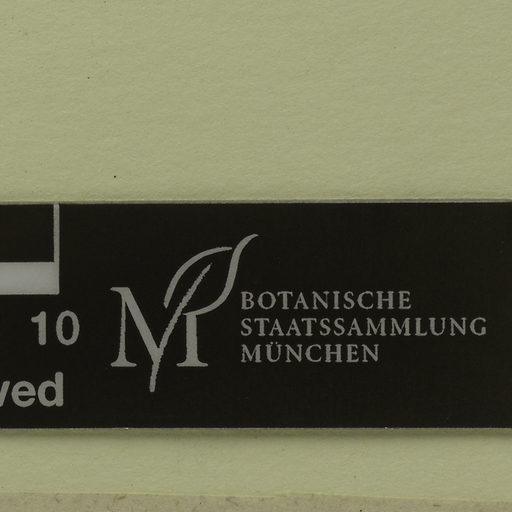 10
M
BOTANISCHE
STAATSSAMMLUNG
MÜNCHEN
ved